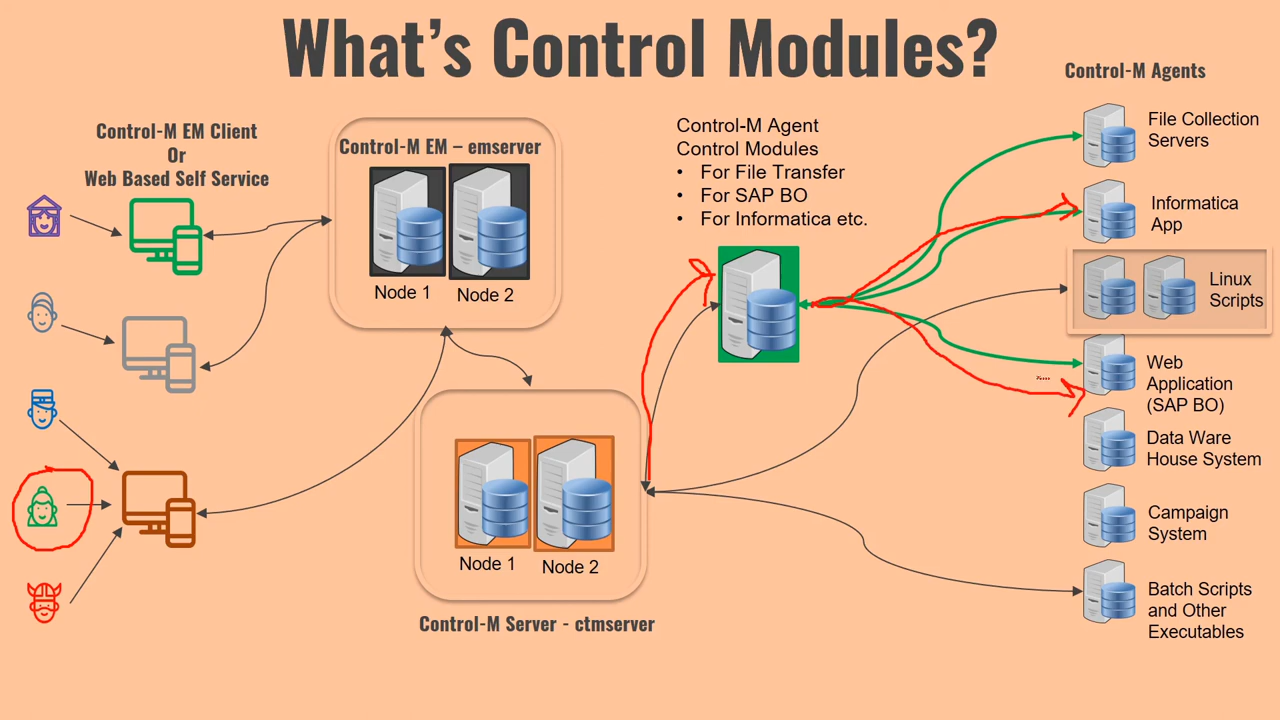 What's Control Modules?
Control-M EM Client
Or
Web Based Self Service
Control-M EM – emserver
Node 1
Node 2
Node 1
Node 2
Control-M Server - ctmserver
Control-M Agent
Control Modules
• For File Transfer
• For SAP BO
• For Informatica etc.
Control-M Agents
File Collection
Servers
Informatica
App
Linux
Scripts
Web
Application
(SAP BO)
Data Ware
House System
Campaign
System
Batch Scripts
and Other
Executables